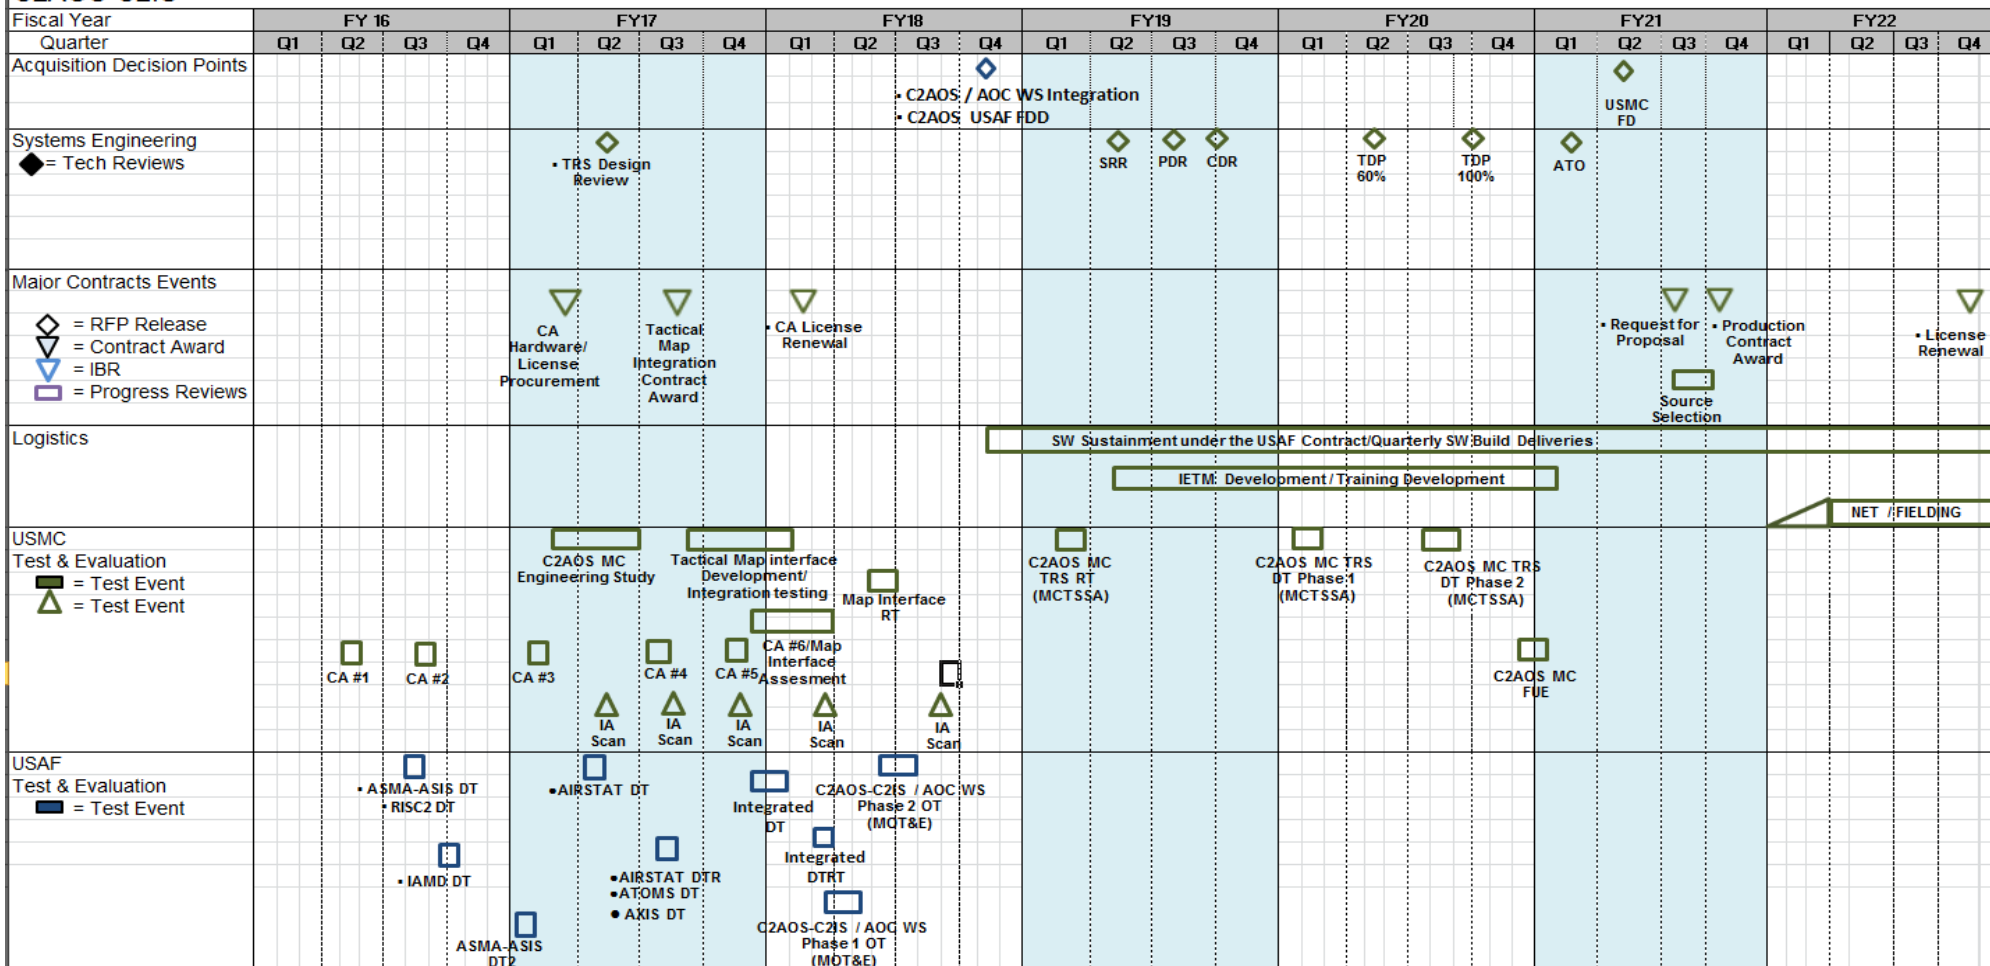 Fiscal Year FY 16 FY17 FY18 FY19 FY20 FY21 FY22
Quarter Q1 Q2 Q3 Q4 Q1 Q2 Q3 Q4 Q1 Q2 Q3 Q4 Q1 Q2 Q3 Q4 Q1 Q2 Q3 Q4 Q1 Q2 Q3 Q4 Q1 Q2 Q3 Q4
Acquisition Decision Points
▪ C2AOS / AOC WS Integration
▪ C2AOS USAF FDD
USMC
FD
Systems Engineering
= Tech Reviews
▪ TRS Design
Review
SRR
PDR
CDR
TDP
60%
TDP
100%
ATO
Major Contracts Events
= RFP Release
= Contract Award
= IBR
= Progress Reviews
CA
Hardware/
License
Procurement
Tactical
Map
Integration
Contract
Award
▪ CA License
Renewal
▪ Request for
Proposal
▪ Production
Contract
Award
Source
Selection
▪ License
Renewal
Logistics
SW Sustainment under the USAF Contract/Quarterly SW Build Deliveries
IETM Development / Training Development
NET / FIELDING
USMC
Test & Evaluation
= Test Event
= Test Event
C2AOS MC
Engineering Study
Tactical Map interface
Development/
Integration testing
Map Interface
RT
C2AOS MC
TRS RT
(MCTSSA)
C2AOS MC TRS
DT Phase 1
(MCTSSA)
C2AOS MC TRS
DT Phase 2
(MCTSSA)
CA #1
CA #2
CA #3
CA #4
CA #5
CA #6/Map
Interface
Assesment
C2AOS MC
FUE
IA
Scan
IA
Scan
IA
Scan
IA
Scan
IA
Scan
USAF
Test & Evaluation
= Test Event
▪ ASMA-ASIS DT
▪ RISC2 DT
●AIRSTAT DT
Integrated
DT
C2AOS-C2IS / AOC WS
Phase 2 OT
(MOT&E)
▪ IAMD DT
●AIRSTAT DTR
●ATOMS DT
● AXIS DT
Integrated
DTRT
ASMA-ASIS
DT2
C2AOS-C2IS / AOC WS
Phase 1 OT
(MOT&E)